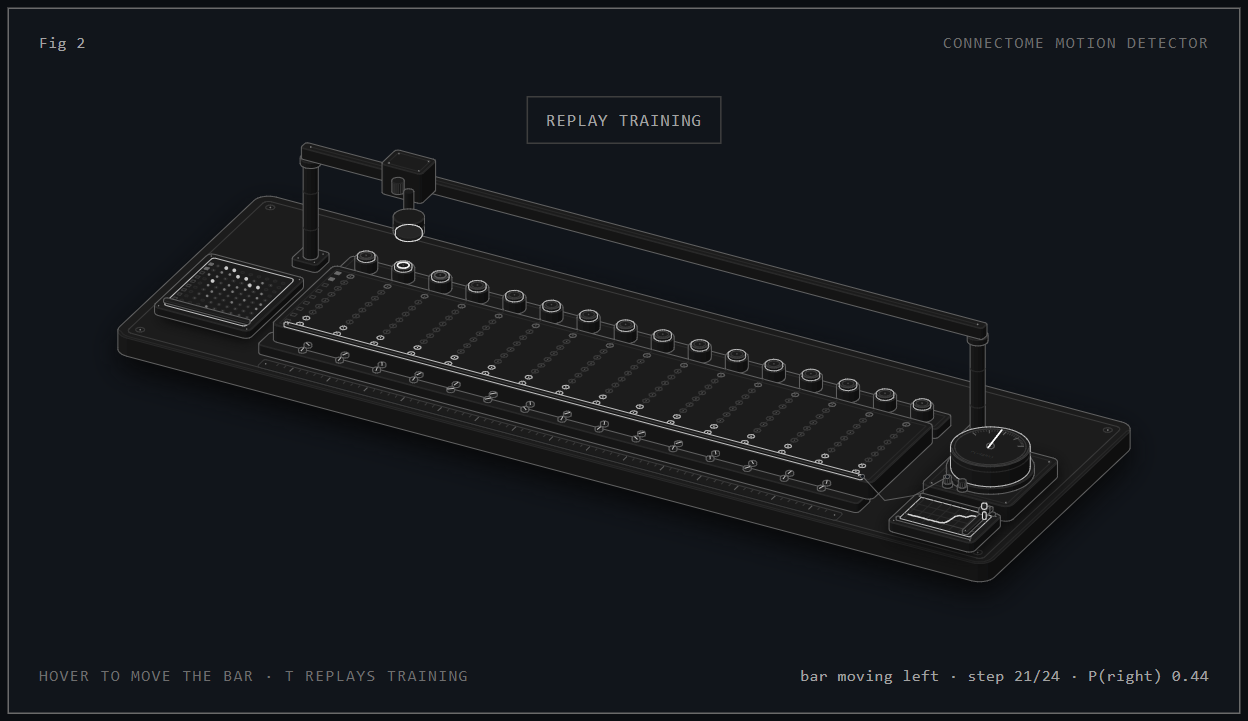 Fig 2
CONNECTOME MOTION DETECTOR
REPLAY TRAINING
HOVER TO MOVE THE BAR · T REPLAYS TRAINING
bar moving left · step 21/24 · P(right) 0.44